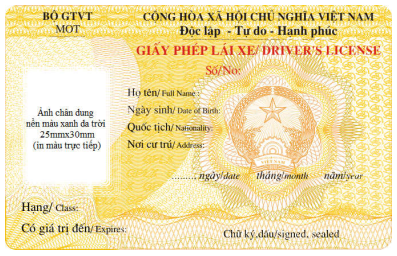 BỘ GTVT
MOT
CỘNG HÒA XÃ HỘI CHỦ NGHĨA VIỆT NAM
Độc lập - Tự do - Hạnh phúc
GIẤY PHÉP LÁI XE/ DRIVER'S LICENSE
Số/No:
Ảnh chân dung
nền màu xanh da trời
25mmx30mm
(in màu trực tiếp)
Họ tên/ Full Name :
Ngày sinh/ Date of Birth:
Quốc tịch/ Nationality:
Nơi cư trú/ Address:
VIỆT NAM
........, ngày/date tháng/month năm/year
Hạng/ Class:
Có giá trị đến/ Expires:
Chữ ký,dấu/signed, sealed